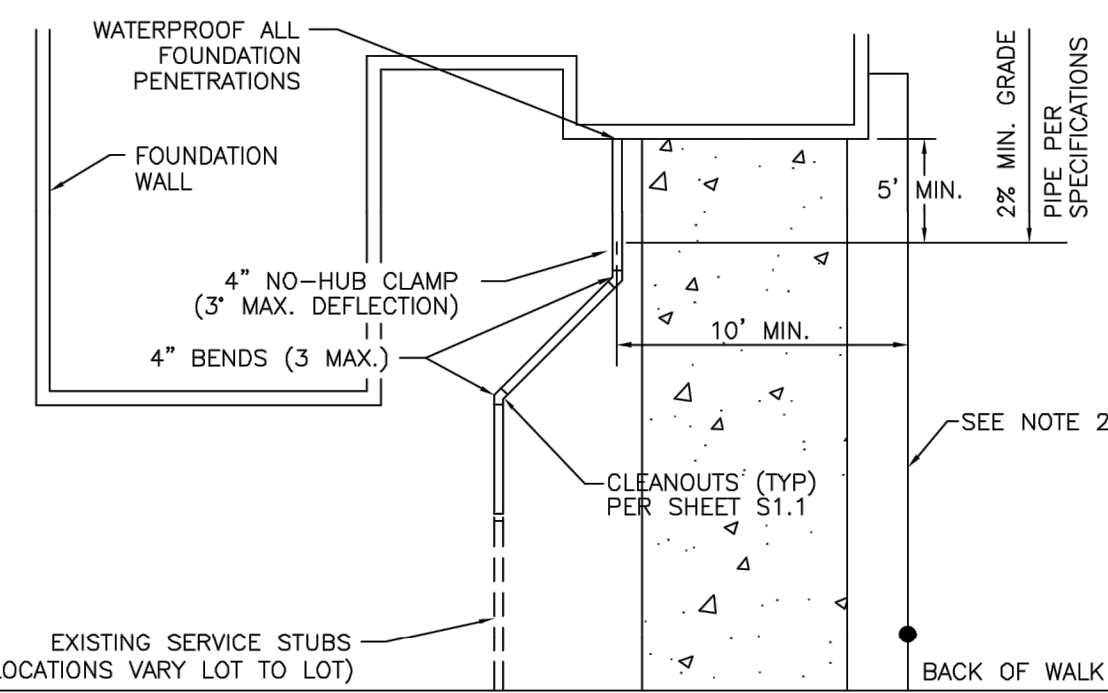 WATERPROOF ALL
FOUNDATION
PENETRATIONS
FOUNDATION
WALL
2% MIN. GRADE
PIPE PER
SPECIFICATIONS
5' MIN.
4" NO-HUB CLAMP
(3° MAX. DEFLECTION)
10' MIN.
4" BENDS (3 MAX.)
SEE NOTE 2
CLEANOUTS (TYP)
PER SHEET S1.1
EXISTING SERVICE STUBS
LOCATIONS VARY LOT TO LOT)
BACK OF WALK